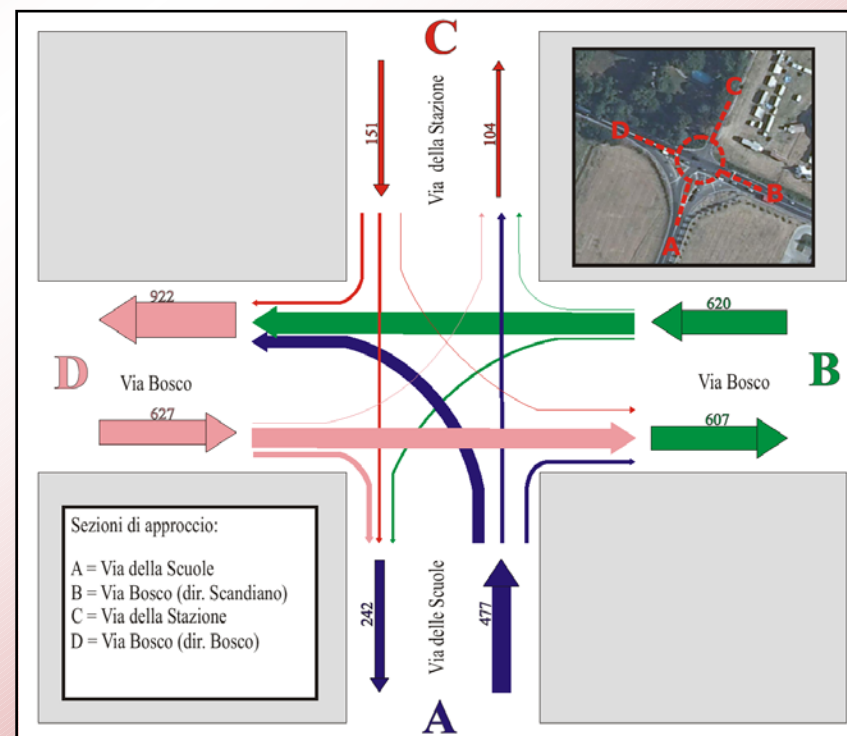 C
151
Via della Stazione
104
C
D
B
A
922
620
D
Via Bosco
Via Bosco
B
627
607
Sezioni di approccio:
A = Via della Scuole
B = Via Bosco (dir. Scandiano)
C = Via della Stazione
D = Via Bosco (dir. Bosco)
242
Via delle Scuole
477
A